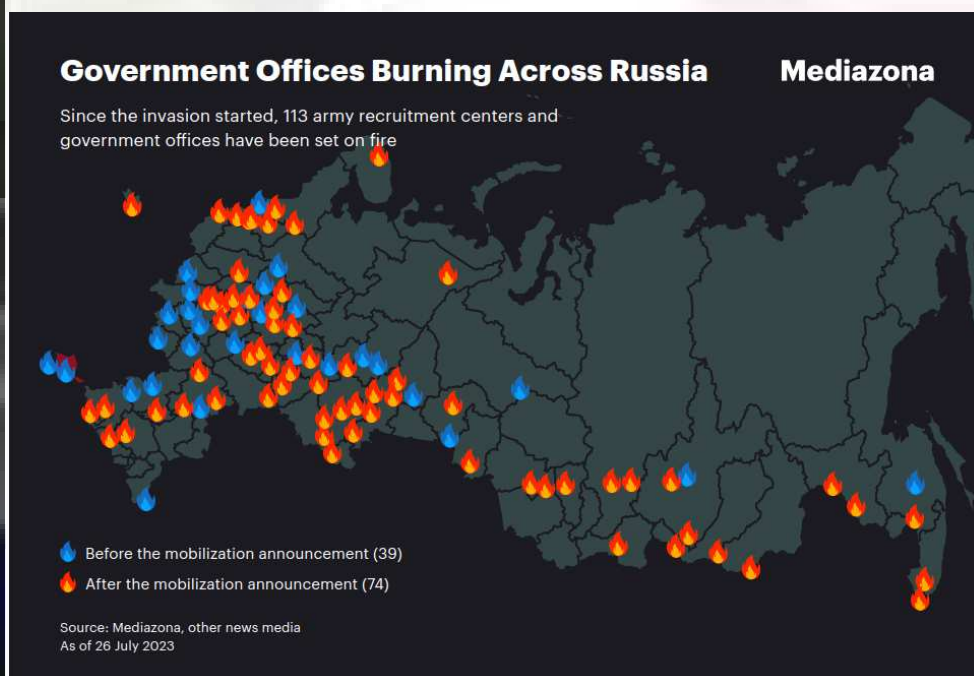 Government Offices Burning Across Russia
Mediazona
Since the invasion started, 113 army recruitment centers and
government offices have been set on fire
Before the mobilization announcement (39)
After the mobilization announcement (74)
Source: Mediazona, other news media
As of 26 July 2023